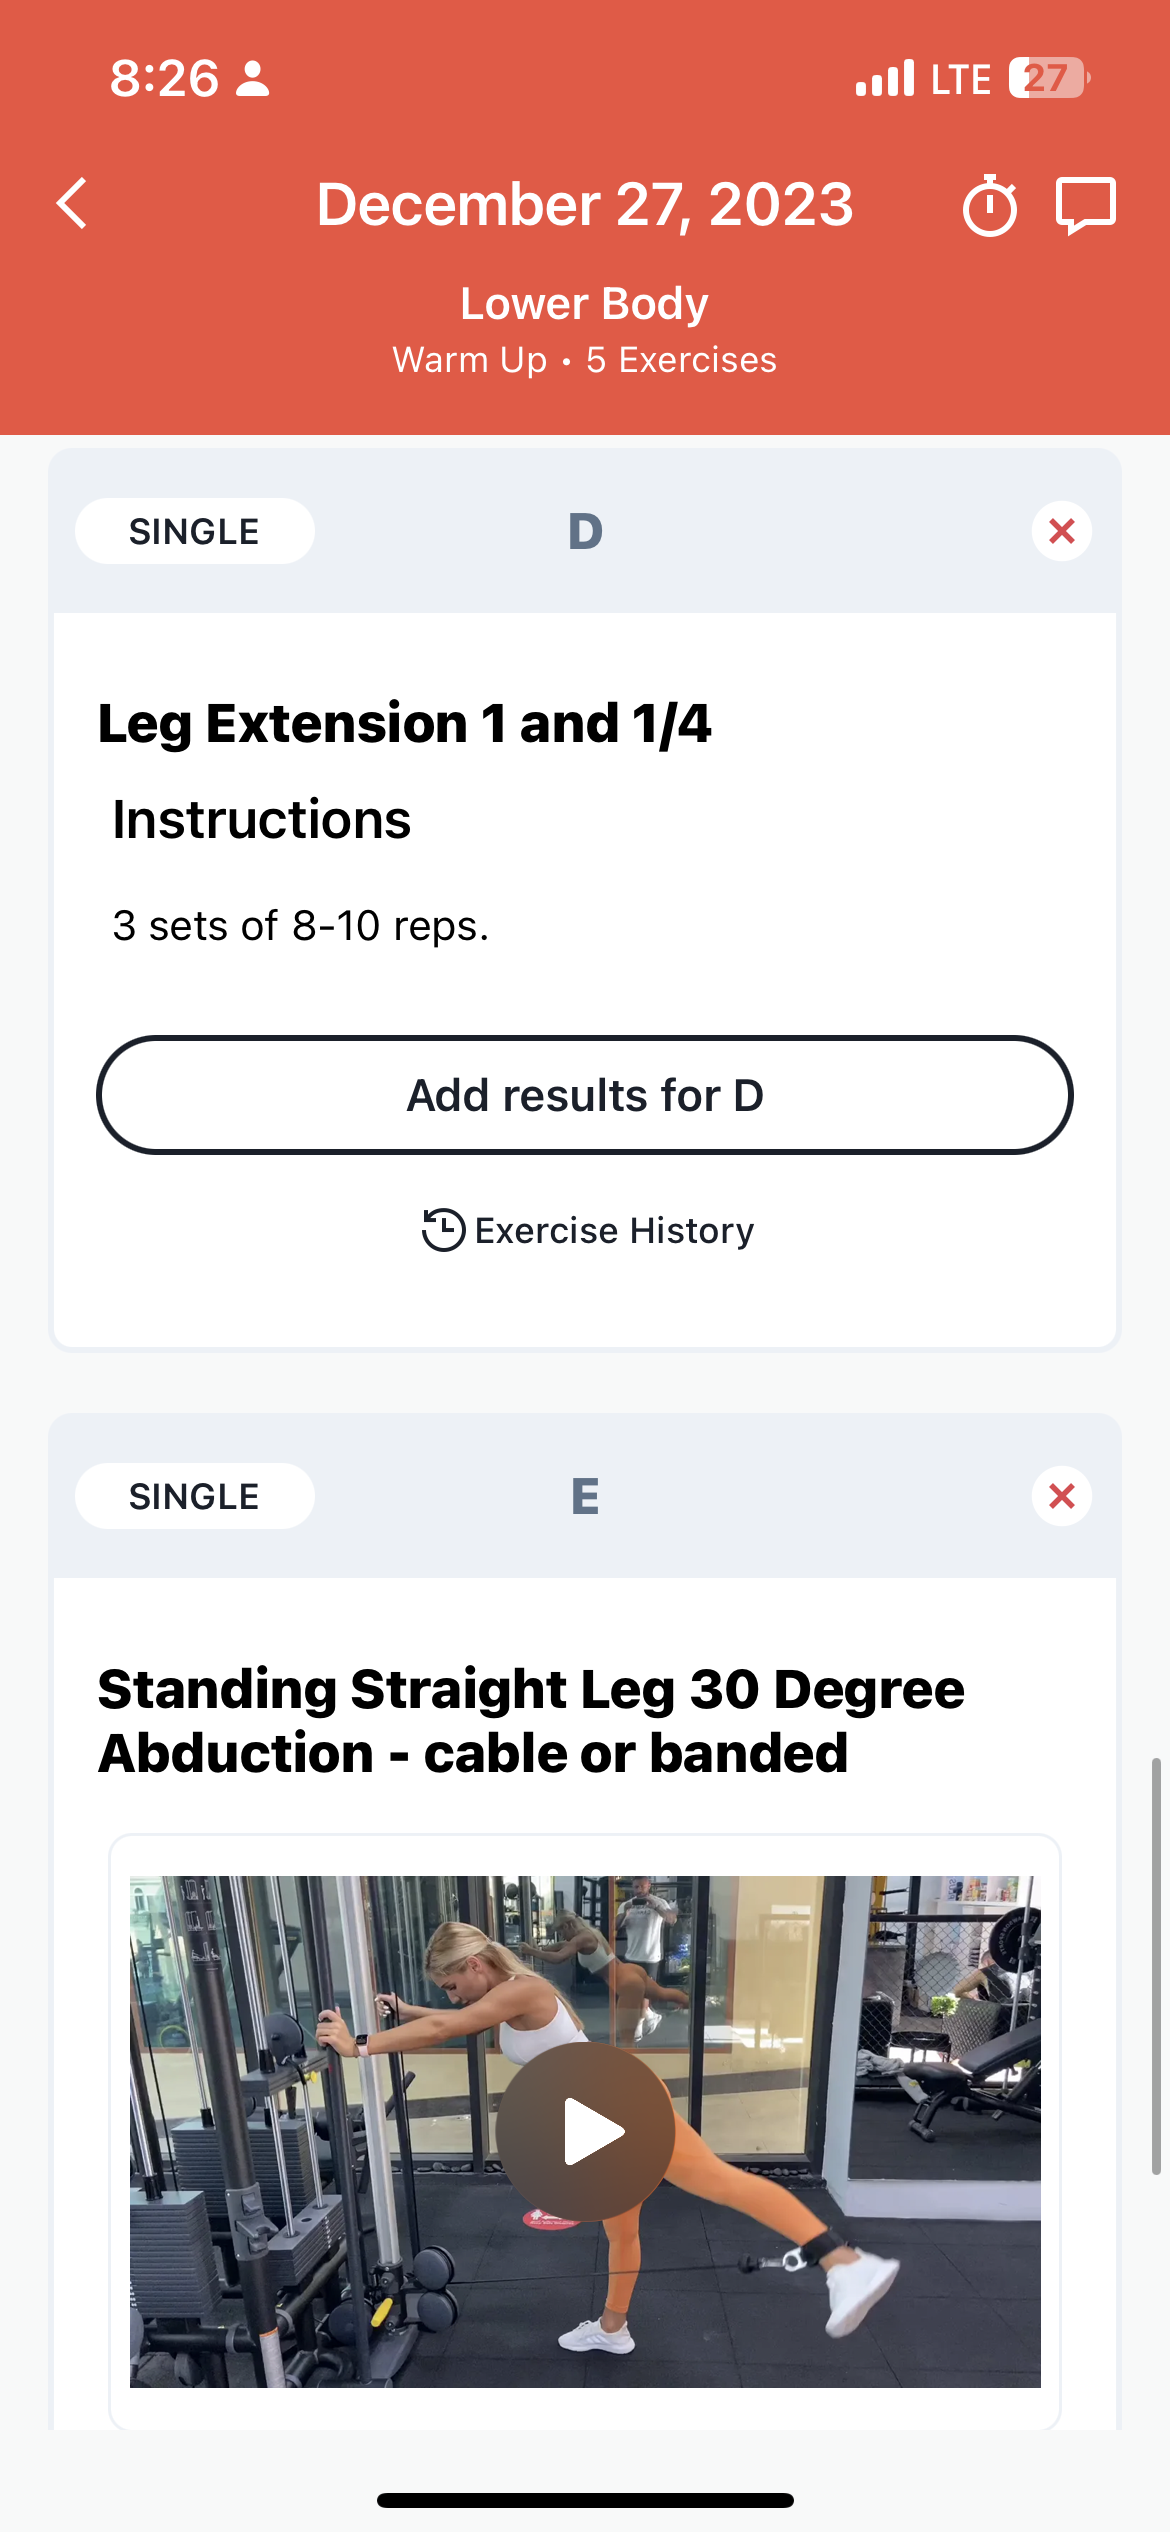 8:26
LTE
27
December 27, 2023
Lower Body
Warm Up • 5 Exercises
SINGLE
D
Leg Extension 1 and 1/4
Instructions
3 sets of 8-10 reps.
Add results for D
Exercise History
SINGLE
E
Standing Straight Leg 30 Degree
Abduction - cable or banded